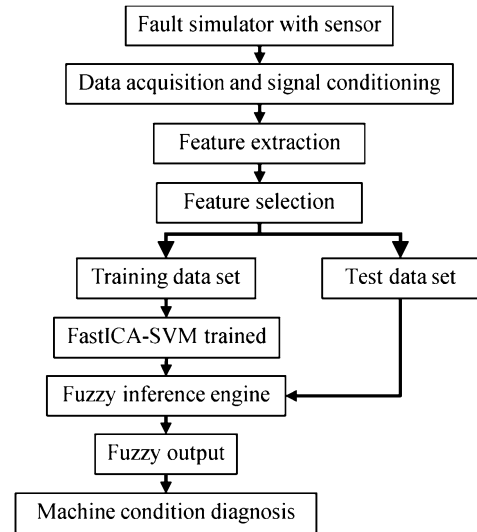 Fault simulator with sensor
Data acquisition and signal conditioning
Feature extraction
Feature selection
Training data set
Test data set
FastICA-SVM trained
Fuzzy inference engine
Fuzzy output
Machine condition diagnosis